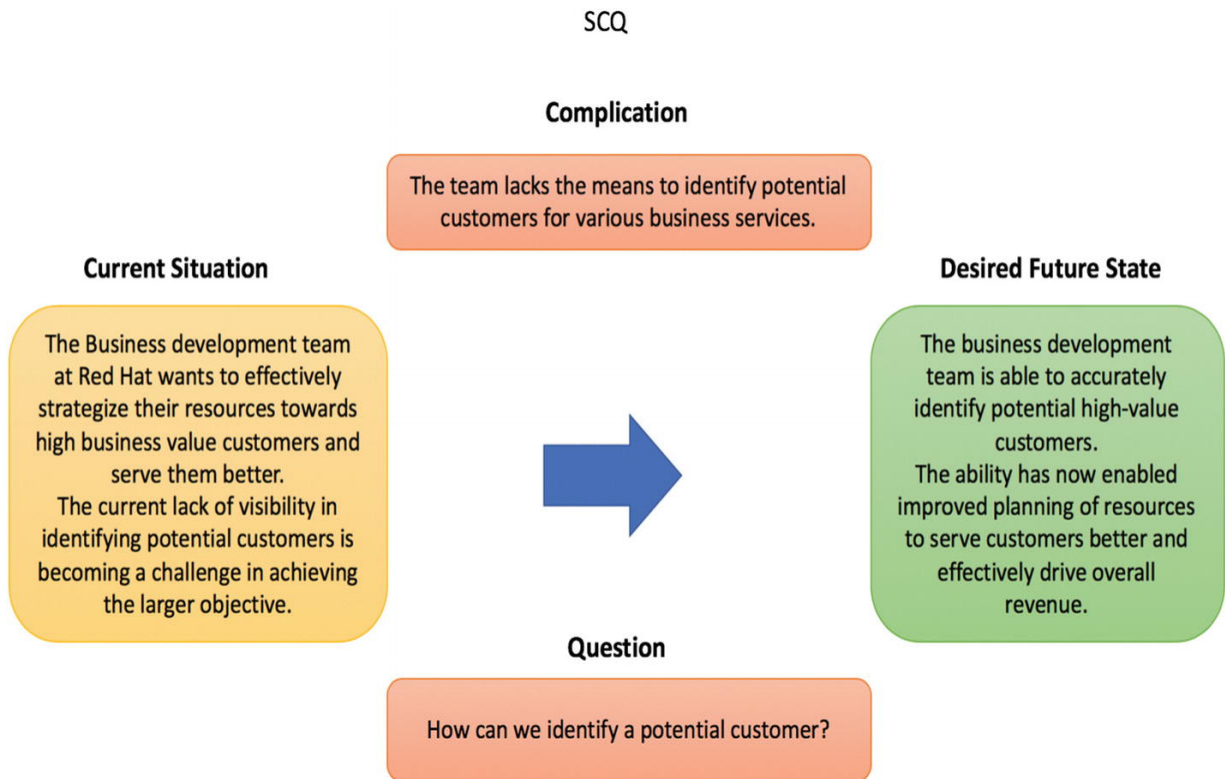 SCQ
Complication
The team lacks the means to identify potential
customers for various business services.
Current Situation
The Business development team
at Red Hat wants to effectively
strategize their resources towards
high business value customers and
serve them better.
The current lack of visibility in
identifying potential customers is
becoming a challenge in achieving
the larger objective.
Desired Future State
The business development
team is able to accurately
identify potential high-value
customers.
The ability has now enabled
improved planning of resources
to serve customers better and
effectively drive overall
revenue.
Question
How can we identify a potential customer?